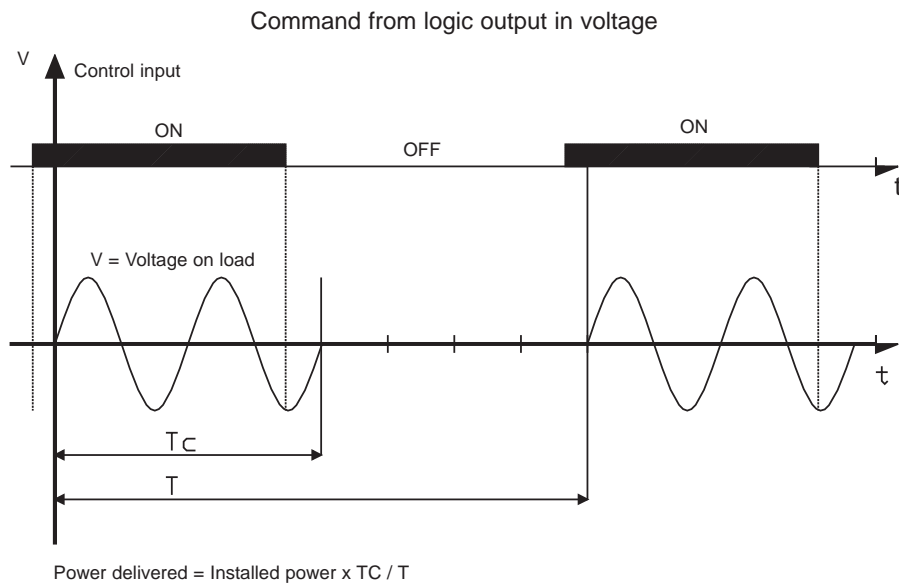 Command from logic output in voltage
V
Control input
ON
OFF
ON
t
V = Voltage on load
t
Tc
T
Power delivered = Installed power x TC / T